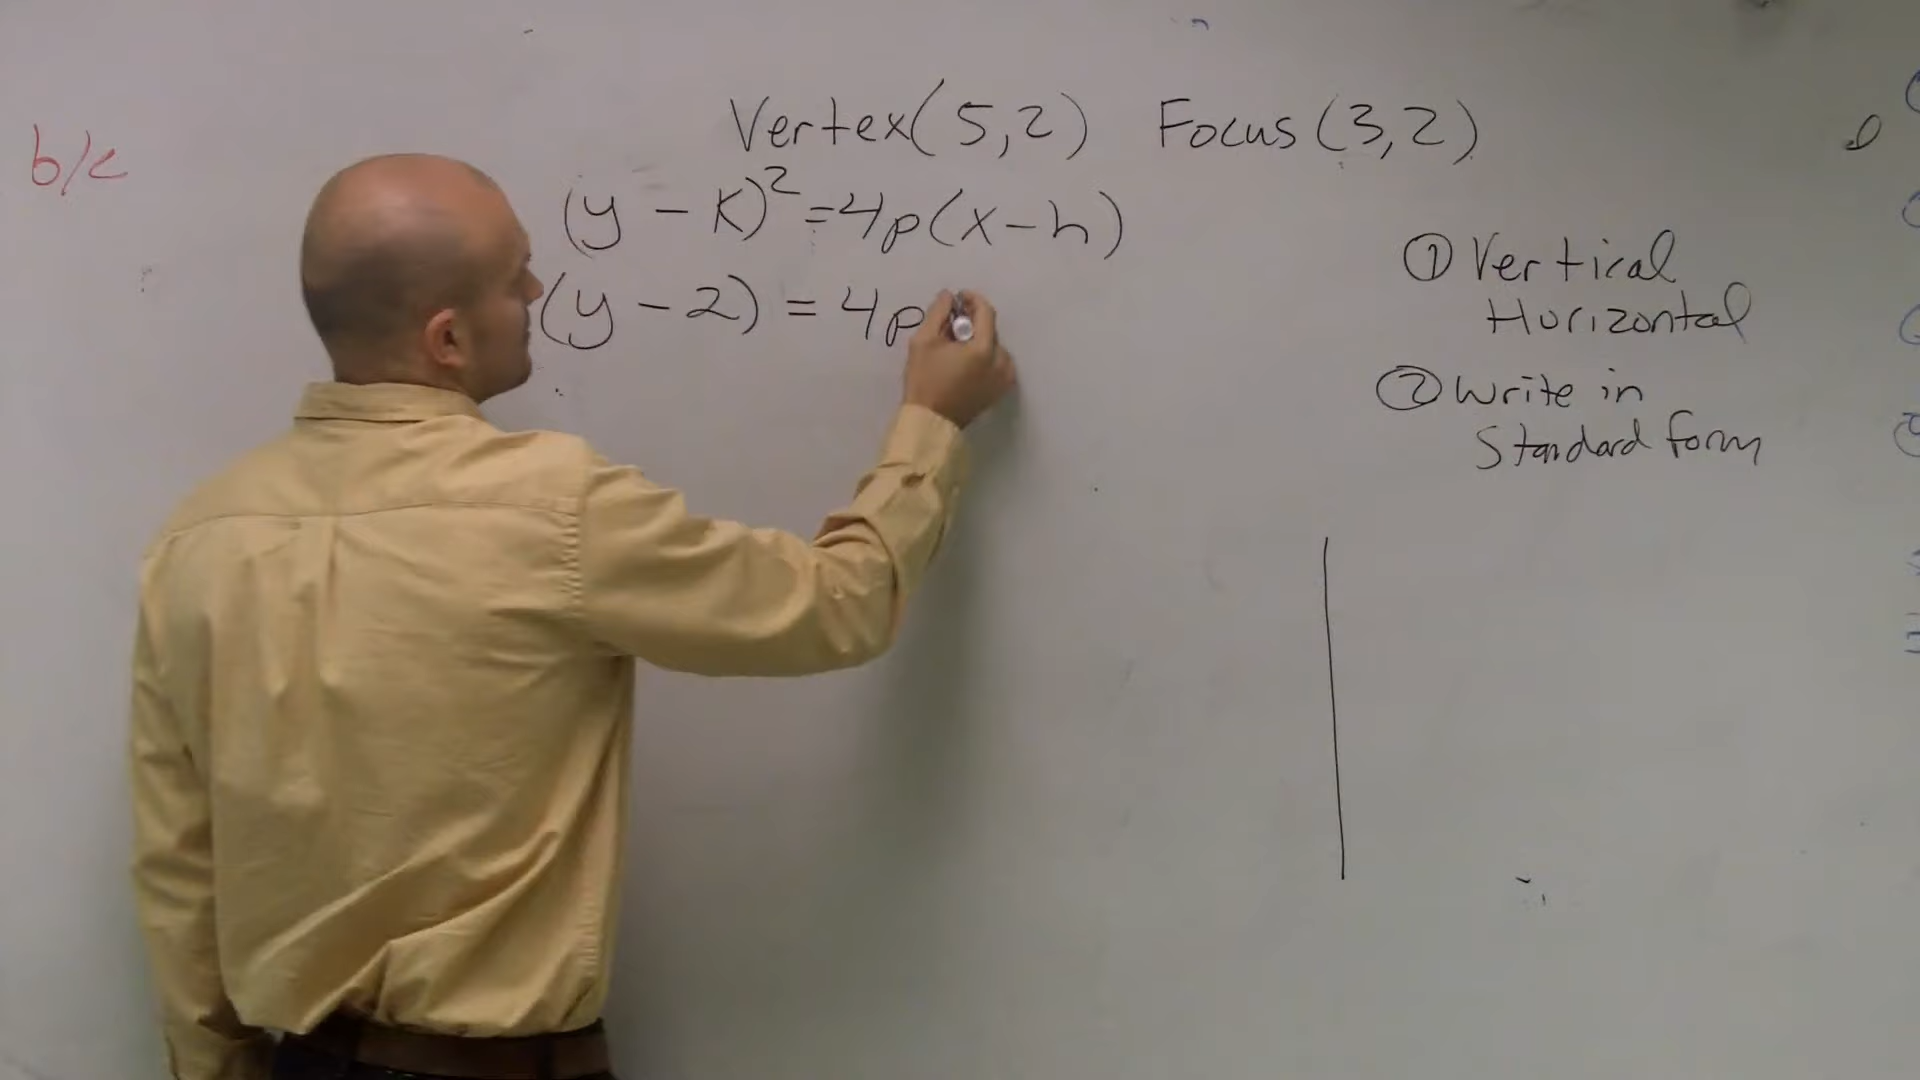 Vertex(5,2) Focus(3,2)
b/c
(y - k)² = 4p(x - h)
(y - 2) = 4p
① Vertical
Horizontal
② Write in
Standard form